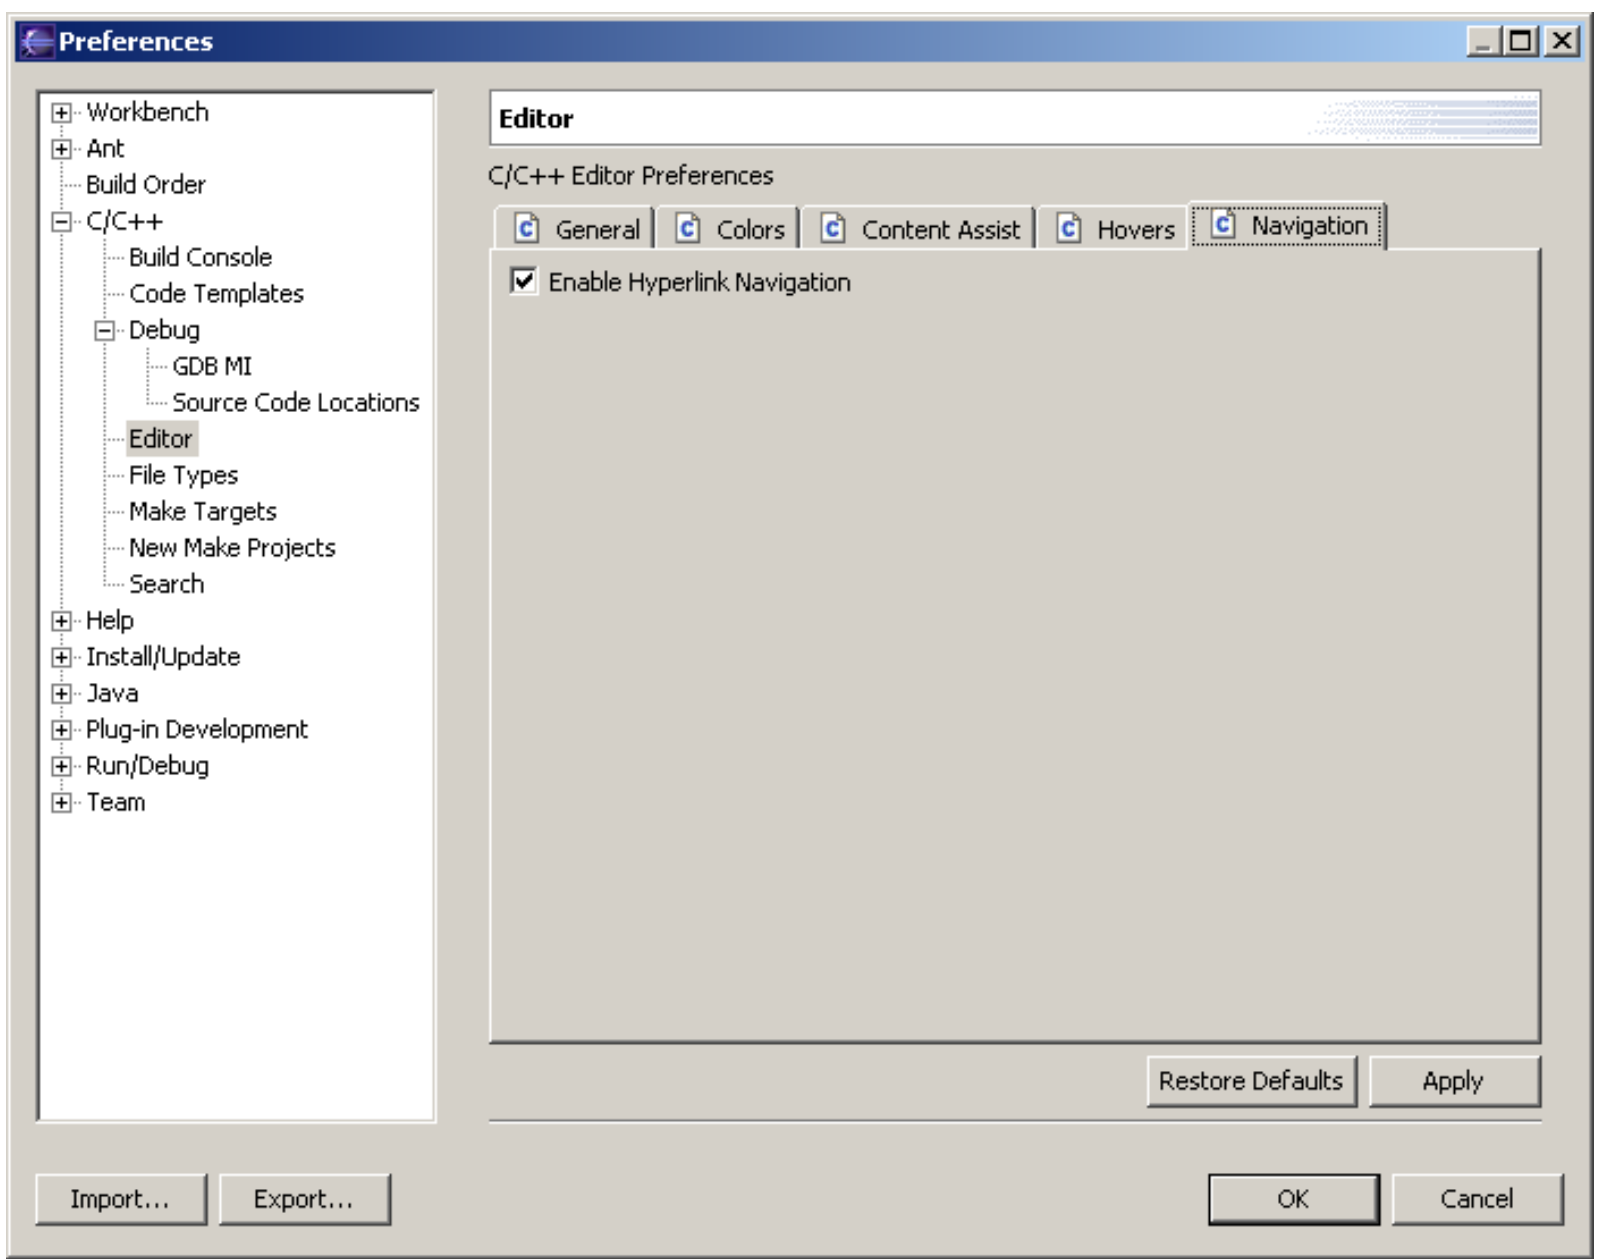 Preferences
Workbench
Ant
Build Order
C/C++
Build Console
Code Templates
Debug
GDB MI
Source Code Locations
Editor
File Types
Make Targets
New Make Projects
Search
Help
Install/Update
Java
Plug-in Development
Run/Debug
Team
Editor
C/C++ Editor Preferences
General Colors Content Assist Hovers Navigation
Enable Hyperlink Navigation
Restore Defaults Apply
Import... Export... OK Cancel